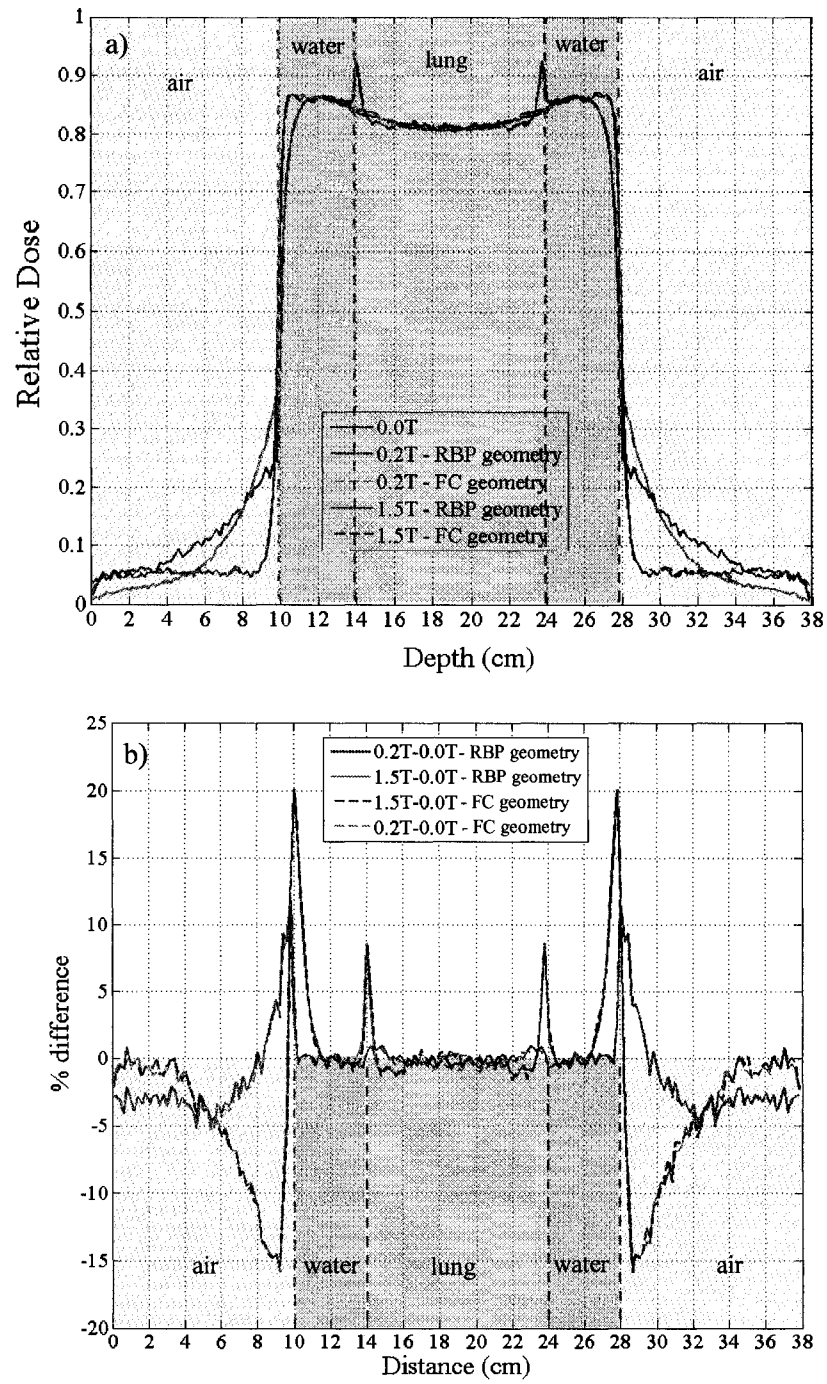 a)
air
water
lung
water
air
1
0.9
0.8
0.7
0.6
0.5
0.4
0.3
0.2
0.1
0
Relative Dose
0.0T
0.2T - RBP geometry
0.2T - FC geometry
1.5T - RBP geometry
1.5T - FC geometry
0 2 4 6 8 10 12 14 16 18 20 22 24 26 28 30 32 34 36 38
Depth (cm)
b)
0.2T-0.0T - RBP geometry
1.5T-0.0T - RBP geometry
1.5T-0.0T - FC geometry
0.2T-0.0T - FC geometry
25
20
15
10
5
0
-5
-10
-15
-20
% difference
air
water
lung
water
air
0 2 4 6 8 10 12 14 16 18 20 22 24 26 28 30 32 34 36 38
Distance (cm)